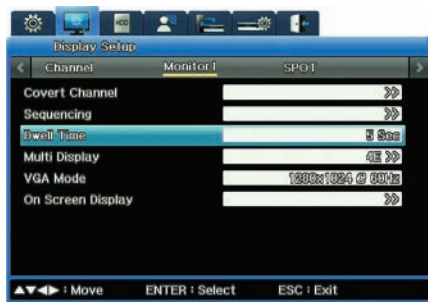 HDD
Display Setup
< Channel Monitor1 SPOT >
Covert Channel >>
Sequencing >>
Dwell Time 5 Sec
Multi Display 4E >>
VGA Mode 1280x1024 @ 60Hz
On Screen Display >>
▲▼◀▶ : Move ENTER : Select ESC : Exit